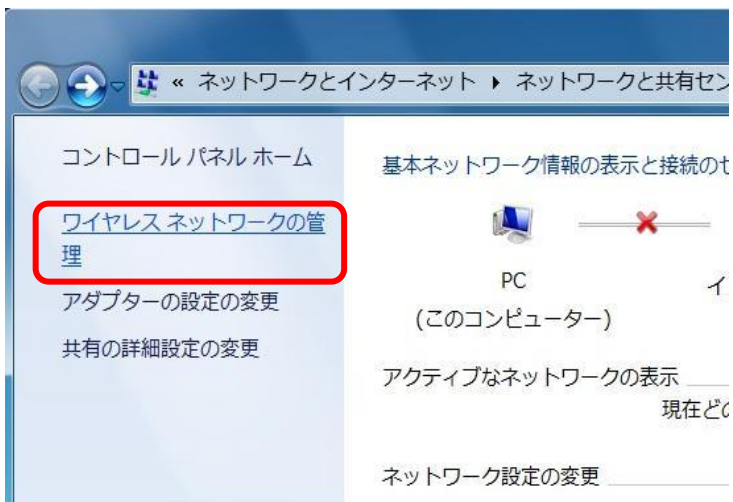 « ネットワークとインターネット ▶ ネットワークと共有セン
コントロール パネル ホーム
ワイヤレス ネットワークの管
理
アダプターの設定の変更
共有の詳細設定の変更
基本ネットワーク情報の表示と接続のセ
PC
イ
(このコンピューター)
アクティブなネットワークの表示
現在どの
ネットワーク設定の変更